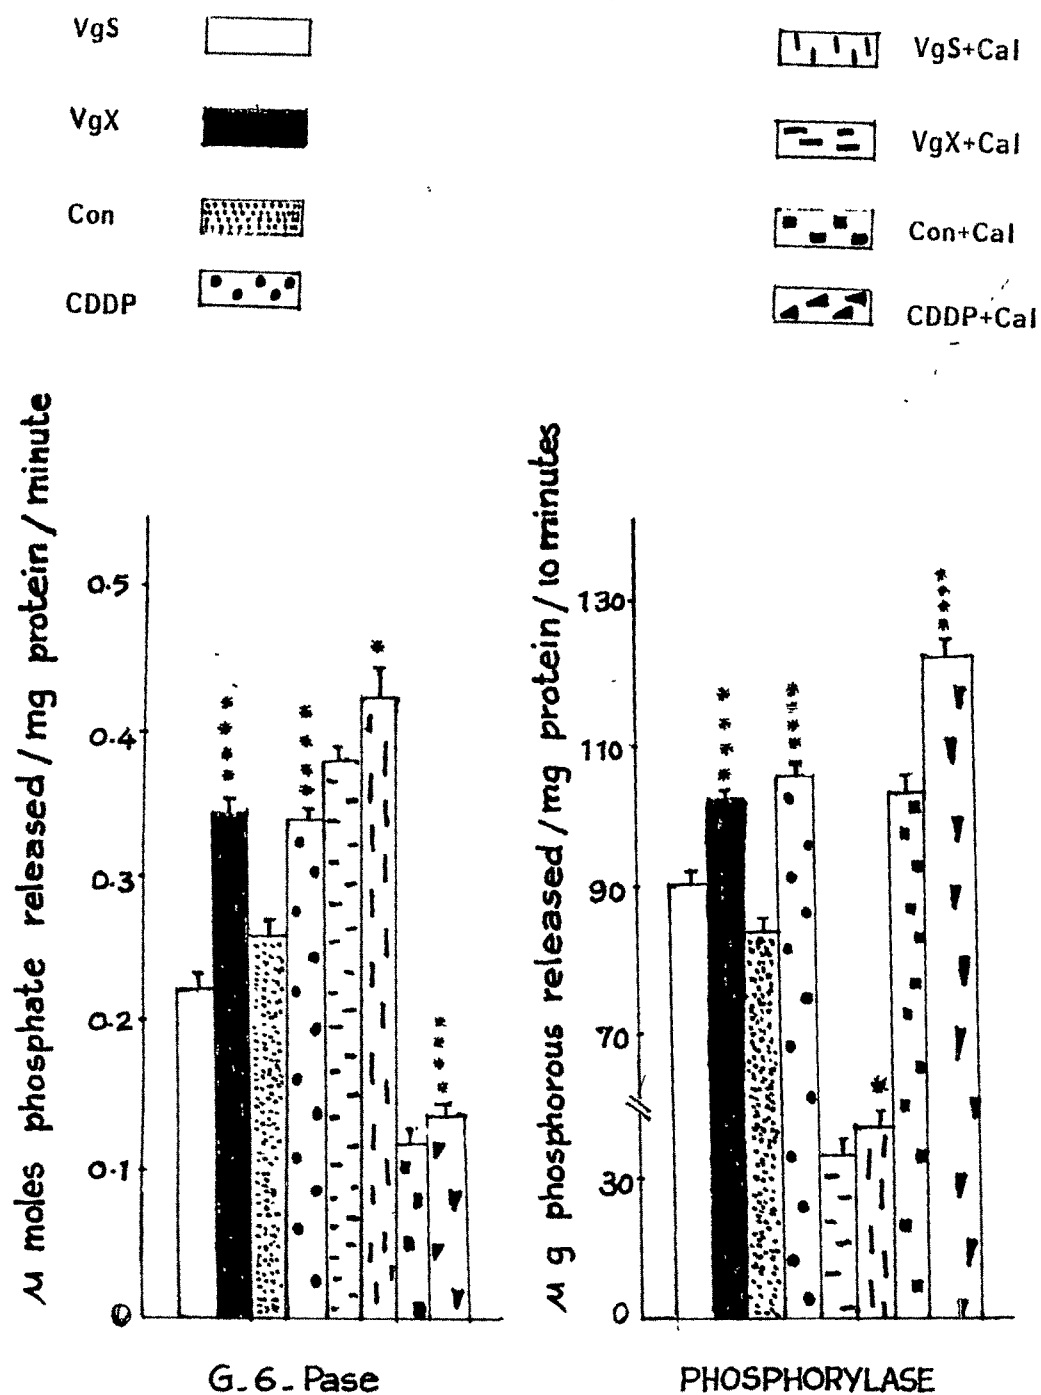 VgS
VgX
Con
CDDP
VgS+Cal
VgX+Cal
Con+Cal
CDDP+Cal
µ moles phosphate released/mg protein/minute
0.5
0.4
0.3
0.2
0.1
0
* * * *
* * * *
*
* * * *
G_6_Pase
µ g phosphorous released/mg protein/10 minutes
130
110
90
70
30
0
* * * *
* * * *
*
* * * *
PHOSPHORYLASE